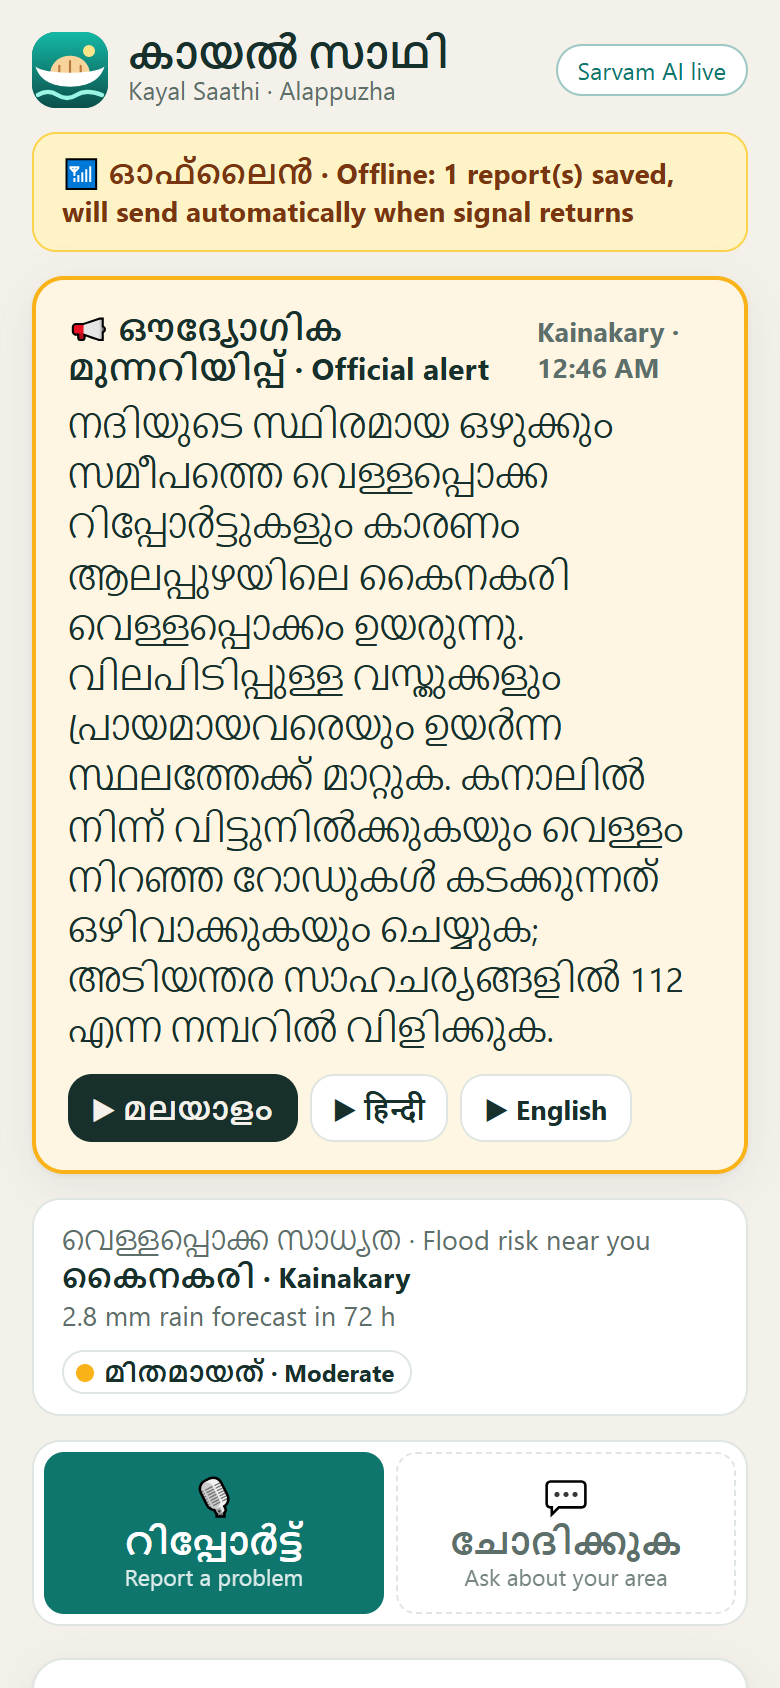 കായൽ സാഥി
Kayal Saathi · Alappuzha
Sarvam AI live
ഓഫ്‌ലൈൻ · Offline: 1 report(s) saved,
will send automatically when signal returns
ഔദ്യോഗിക
മുന്നറിയിപ്പ് · Official alert
Kainakary ·
12:46 AM
നദിയുടെ സ്ഥിരമായ ഒഴുക്കും
സമീപത്തെ വെള്ളപ്പൊക്ക
റിപ്പോർട്ടുകളും കാരണം
ആലപ്പുഴയിലെ കൈനകരി
വെള്ളപ്പൊക്കം ഉയരുന്നു.
വിലപിടിപ്പുള്ള വസ്തുക്കളും
പ്രായമായവരെയും ഉയർന്ന
സ്ഥലത്തേക്ക് മാറ്റുക. കനാലിൽ
നിന്ന് വിട്ടുനിൽക്കുകയും വെള്ളം
നിറഞ്ഞ റോഡുകൾ കടക്കുന്നത്
ഒഴിവാക്കുകയും ചെയ്യുക;
അടിയന്തര സാഹചര്യങ്ങളിൽ 112
എന്ന നമ്പറിൽ വിളിക്കുക.
▶ മലയാളം
▶ हिन्दी
▶ English
വെള്ളപ്പൊക്ക സാധ്യത · Flood risk near you
കൈനകരി · Kainakary
2.8 mm rain forecast in 72 h
മിതമായത് · Moderate
റിപ്പോർട്ട്
Report a problem
ചോദിക്കുക
Ask about your area